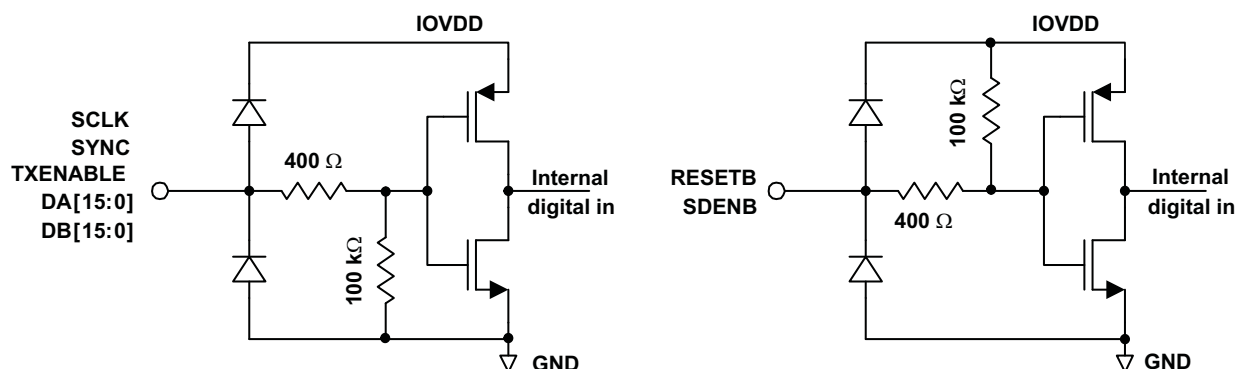 IOVDD
SCLK
SYNC
TXENABLE
DA[15:0]
DB[15:0]
400 Ω
100 kΩ
Internal
digital in
GND
IOVDD
RESETB
SDENB
100 kΩ
400 Ω
Internal
digital in
GND